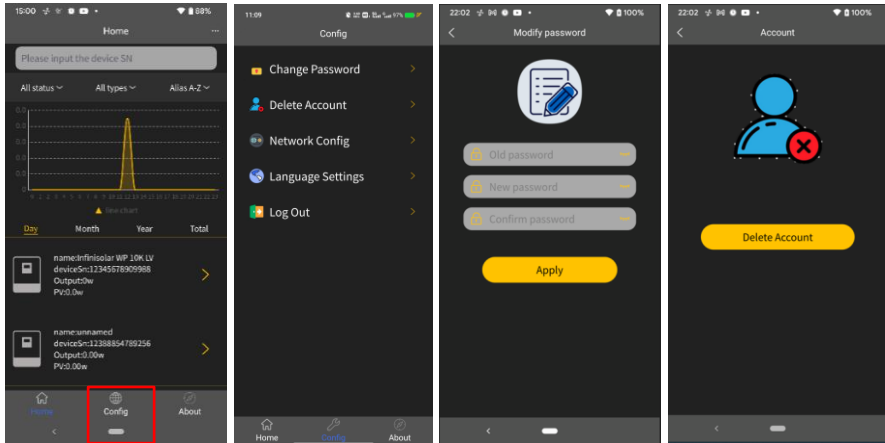 15:00
88%
Home
Please input the device SN
All status
All types
Alias A-Z
line chart
Day
Month
Year
Total
name:Infinisolar WP 10K LV
deviceSn:12345678909988
Output:0w
PV:0.0w
name:unnamed
deviceSn:12388854789256
Output:0.00w
PV:0.00w
Home
Config
About
11:09
97%
Config
Change Password
Delete Account
Network Config
Language Settings
Log Out
Home
Config
About
22:02
100%
Modify password
Old password
New password
Confirm password
Apply
22:02
100%
Account
Delete Account